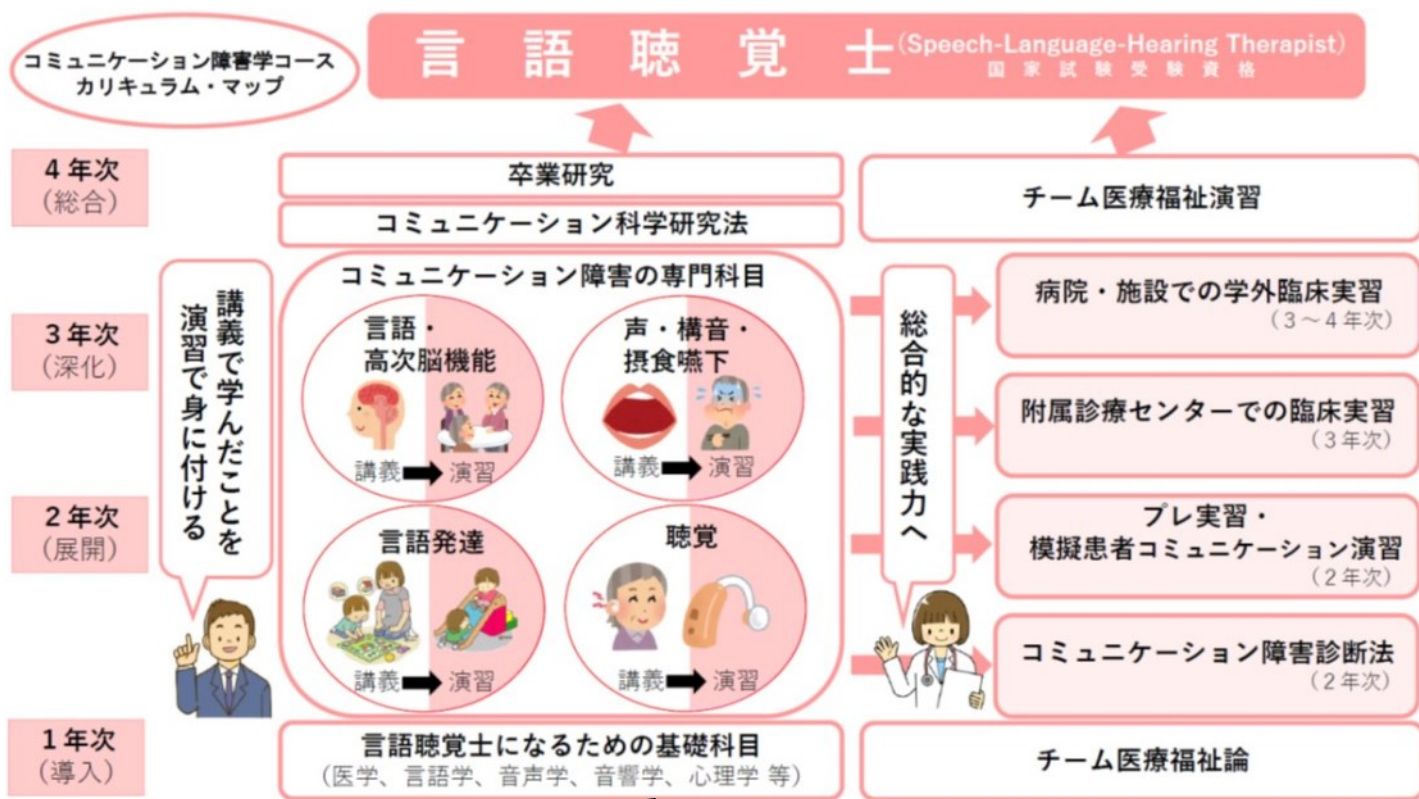 コミュニケーション障害学コース
カリキュラム・マップ
言語聴覚士(Speech-Language-Hearing Therapist)
国家試験受験資格
4年次
(総合)
卒業研究
コミュニケーション科学研究法
チーム医療福祉演習
講義で学んだことを
演習で身に付ける
3年次
(深化)
2年次
(展開)
コミュニケーション障害の専門科目
言語・
高次脳機能
講義
演習
声・構音・
摂食嚥下
講義
演習
言語発達
講義
演習
聴覚
講義
演習
総合的な実践力へ
病院・施設での学外臨床実習
(3～4年次)
附属診療センターでの臨床実習
(3年次)
プレ実習・
模擬患者コミュニケーション演習
(2年次)
コミュニケーション障害診断法
(2年次)
1年次
(導入)
言語聴覚士になるための基礎科目
(医学、言語学、音声学、音響学、心理学 等)
チーム医療福祉論